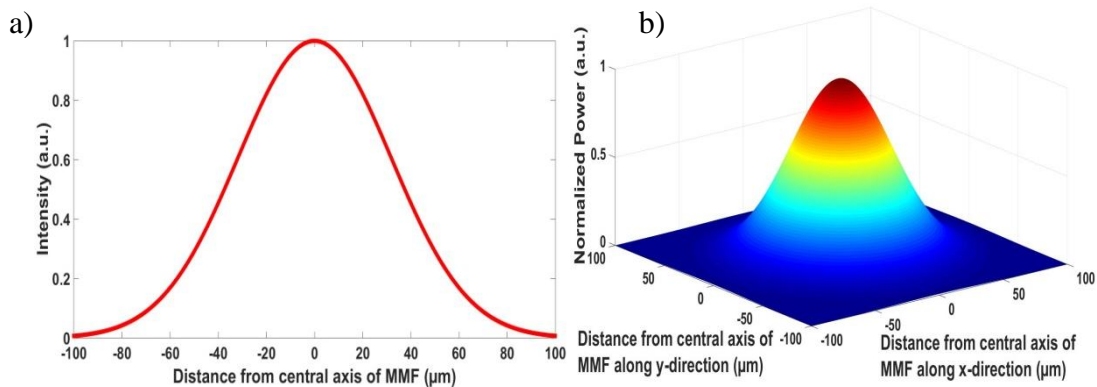 a)
Intensity (a.u.)
1
0.8
0.6
0.4
0.2
0
-100 -80 -60 -40 -20 0 20 40 60 80 100
Distance from central axis of MMF (µm)
b)
Normalized Power (a.u.)
1
0.5
0
100
50
0
-50
-100
-100
-50
0
50
100
Distance from central axis of
MMF along y-direction (µm)
Distance from central axis of
MMF along x-direction (µm)